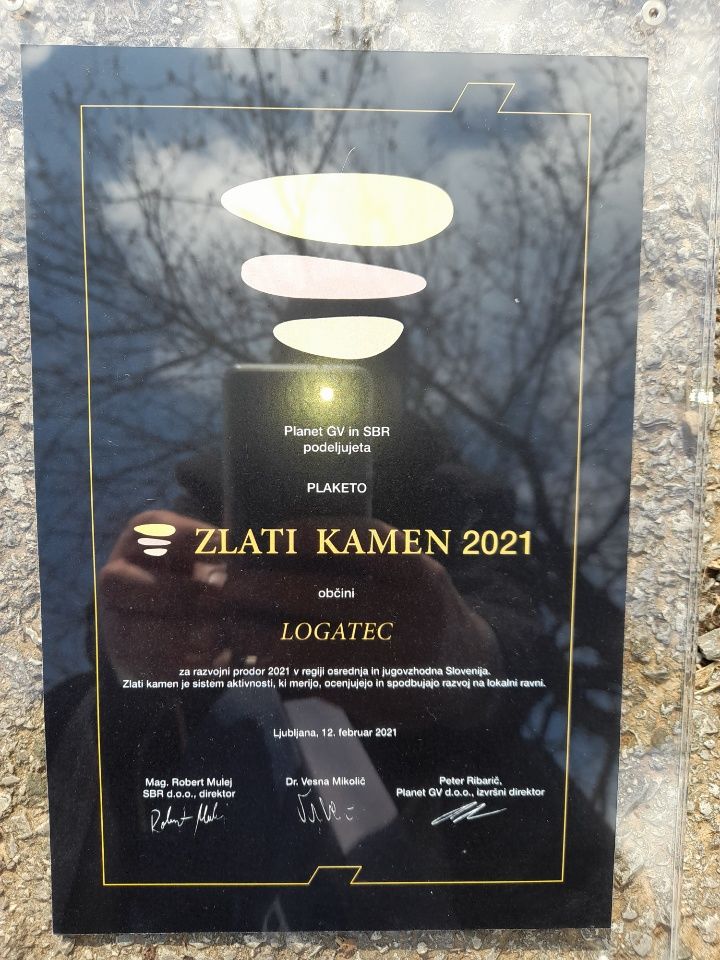 Planet GV in SBR
podeljujeta
PLAKETO
ZLATI KAMEN 2021
občini
LOGATEC
za razvojni prodor 2021 v regiji osrednja in jugovzhodna Slovenija.
Zlati kamen je sistem aktivnosti, ki merijo, ocenjujejo in spodbujajo razvoj na lokalni ravni.
Ljubljana, 12. februar 2021
Mag. Robert Mulej
SBR d.o.o., direktor
Robert Mulej
Dr. Vesna Mikolič
Peter Ribarič,
Planet GV d.o.o., izvršni direktor